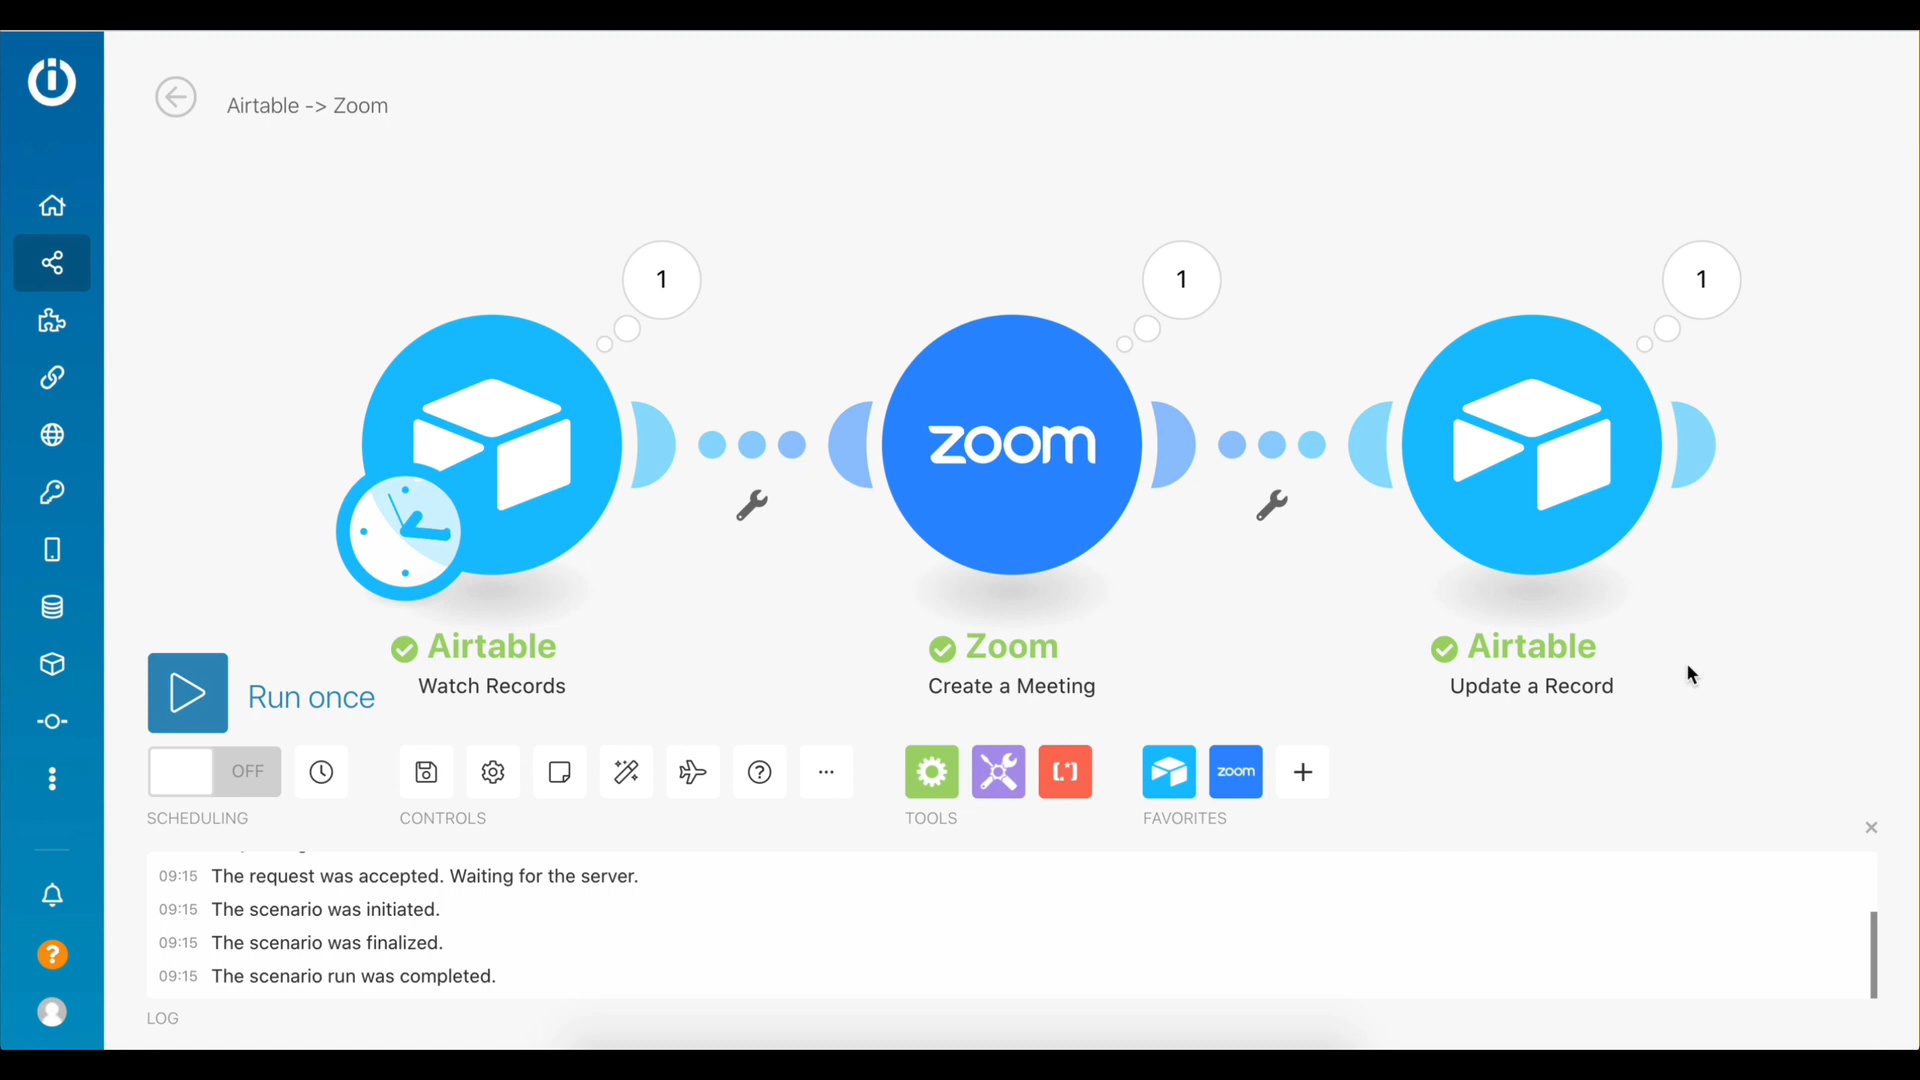 Airtable -> Zoom
1
1
1
zoom
Airtable
Watch Records
Zoom
Create a Meeting
Airtable
Update a Record
Run once
OFF
zoom
SCHEDULING
CONTROLS
TOOLS
FAVORITES
09:15 The request was accepted. Waiting for the server.
09:15 The scenario was initiated.
09:15 The scenario was finalized.
09:15 The scenario run was completed.
LOG